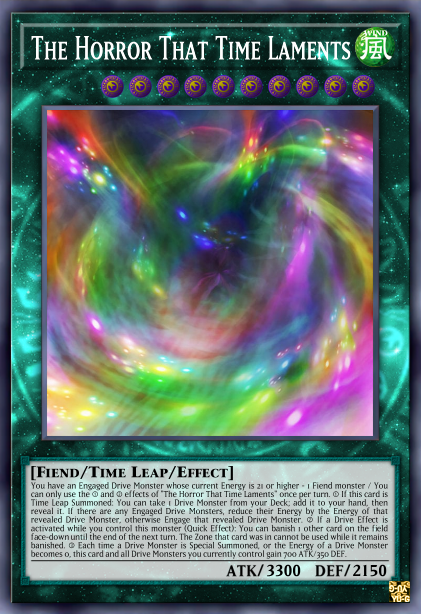 The Horror That Time Laments
WIND
風
[Fiend/Time Leap/Effect]
You have an Engaged Drive Monster whose current Energy is 21 or higher - 1 Fiend monster / You
can only use the ① and ② effects of "The Horror That Time Laments" once per turn. ① If this card is
Time Leap Summoned: You can take 1 Drive Monster from your Deck; add it to your hand, then
reveal it. If there are any Engaged Drive Monsters, reduce their Energy by the Energy of that
revealed Drive Monster, otherwise Engage that revealed Drive Monster. ② If a Drive Effect is
activated while you control this monster (Quick Effect): You can banish 1 other card on the field
face-down until the end of the next turn. The Zone that card was in cannot be used while it remains
banished. ③ Each time a Drive Monster is Special Summoned, or the Energy of a Drive Monster
becomes 0, this card and all Drive Monsters you currently control gain 700 ATK/350 DEF.
ATK/3300 DEF/2150